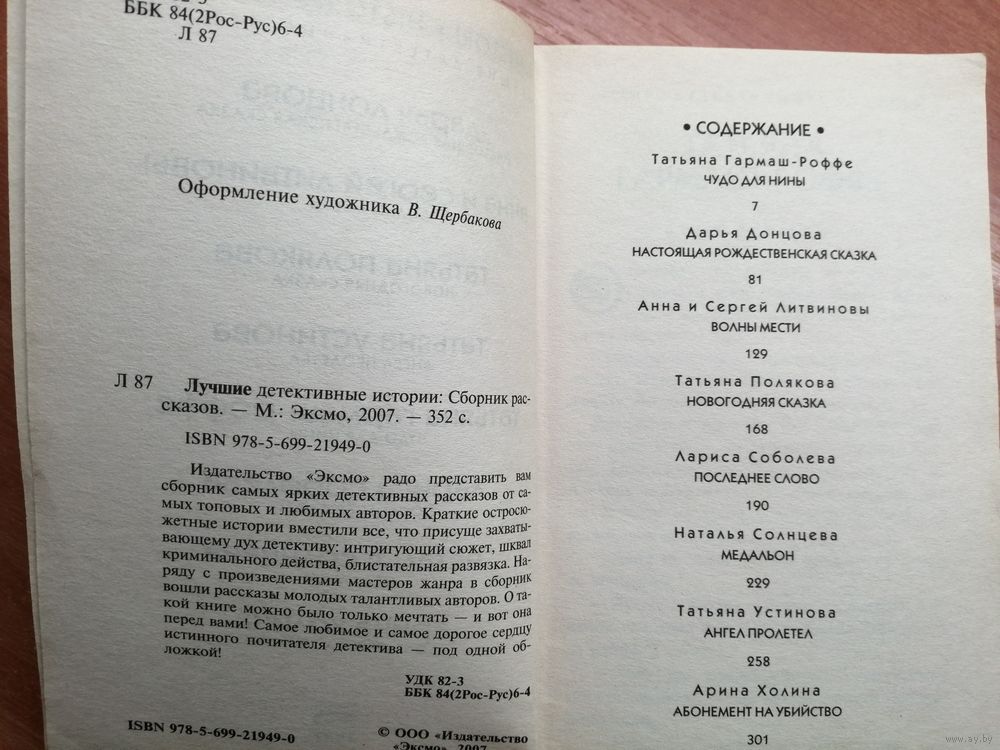 ББК 84(2Рос-Рус)6-4
Л 87
Оформление художника В. Щербакова
Л 87 Лучшие детективные истории: Сборник рас-
сказов. — М.: Эксмо, 2007. — 352 с.
ISBN 978-5-699-21949-0
Издательство «Эксмо» радо представить вам
сборник самых ярких детективных рассказов от са-
мых топовых и любимых авторов. Краткие остросю-
жетные истории вместили все, что присуще захваты-
вающему дух детективу: интригующий сюжет, шквал
криминального действа, блистательная развязка. На-
ряду с произведениями мастеров жанра в сборник
вошли рассказы молодых талантливых авторов. О та-
кой книге можно было только мечтать — и вот она
перед вами! Самое любимое и самое дорогое сердцу
истинного почитателя детектива — под одной об-
ложкой!
УДК 82-3
ББК 84(2Рос-Рус)6-4
ISBN 978-5-699-21949-0
© ООО «Издательство
«Эксмо», 2007
• СОДЕРЖАНИЕ •
Татьяна Гармаш-Роффе
ЧУДО ДЛЯ НИНЫ
7
Дарья Донцова
НАСТОЯЩАЯ РОЖДЕСТВЕНСКАЯ СКАЗКА
81
Анна и Сергей Литвиновы
ВОЛНЫ МЕСТИ
129
Татьяна Полякова
НОВОГОДНЯЯ СКАЗКА
168
Лариса Соболева
ПОСЛЕДНЕЕ СЛОВО
190
Наталья Солнцева
МЕДАЛЬОН
229
Татьяна Устинова
АНГЕЛ ПРОЛЕТЕЛ
258
Арина Холина
АБОНЕМЕНТ НА УБИЙСТВО
301
www.ay.by